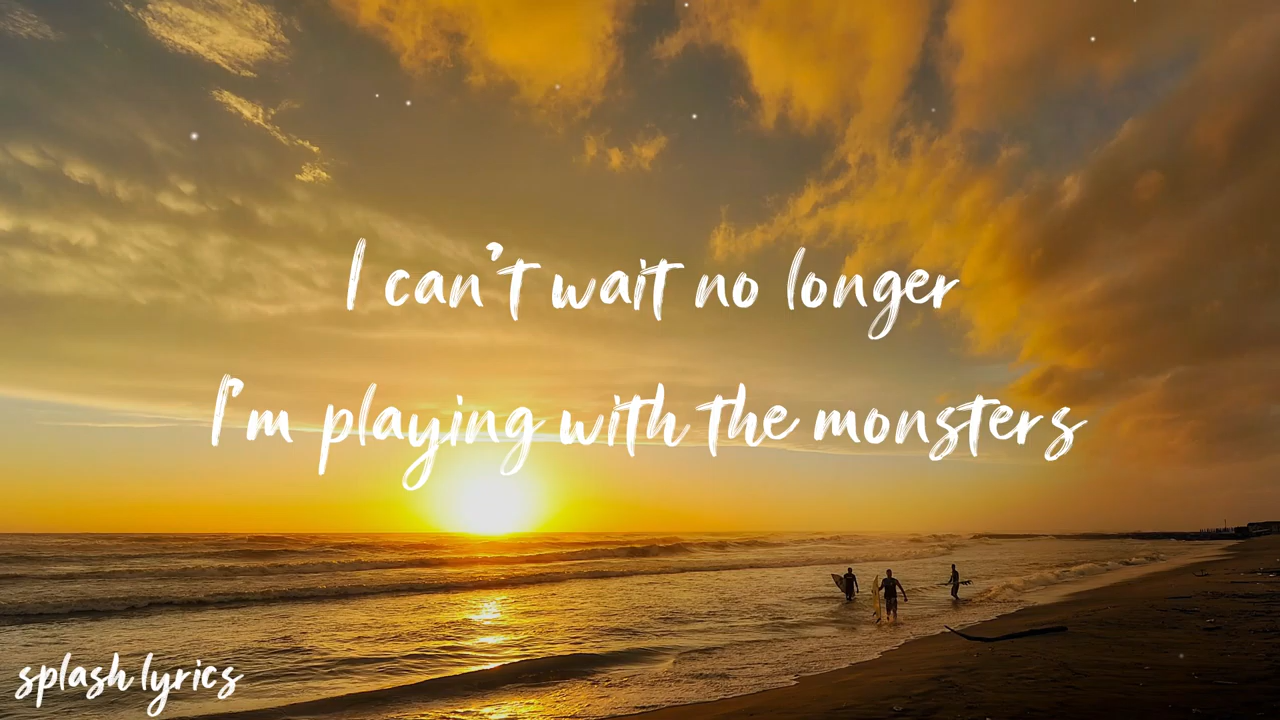 I can't wait no longer
I'm playing with the monsters
splash lyrics